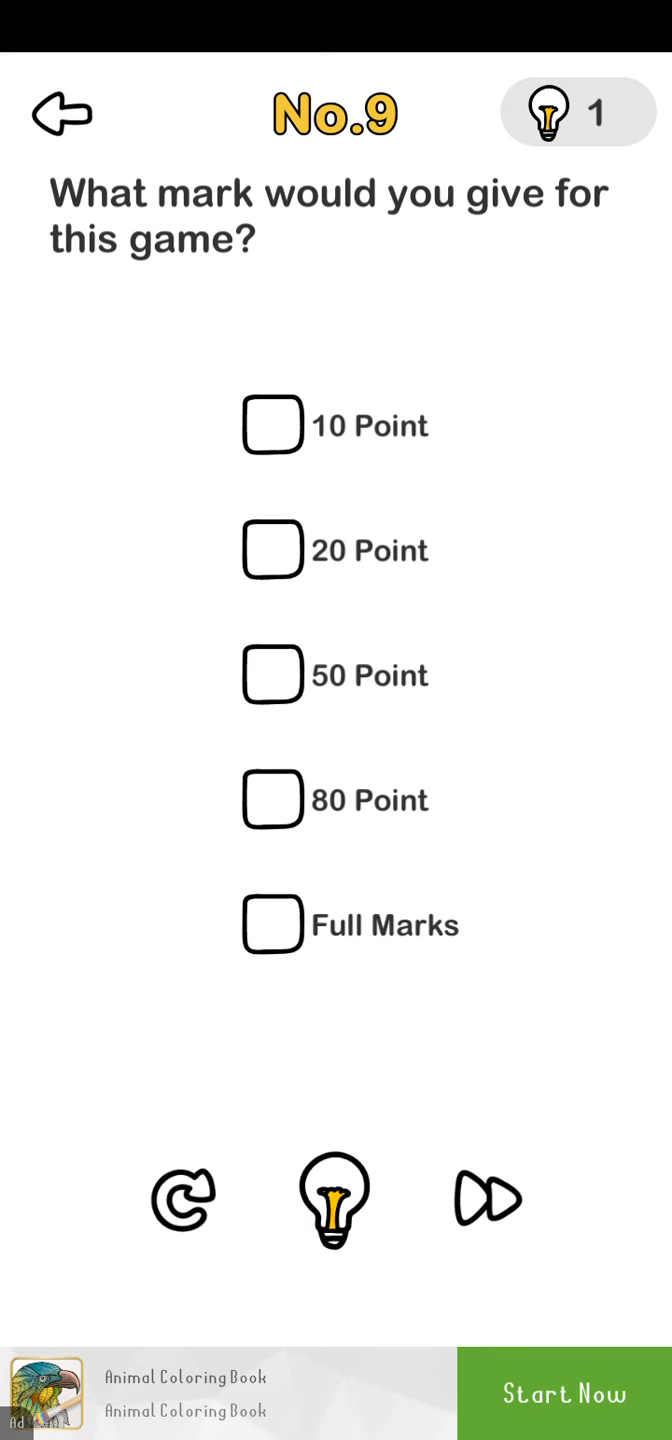 No.9
1
What mark would you give for
this game?
10 Point
20 Point
50 Point
80 Point
Full Marks
Animal Coloring Book
Start Now
Animal Coloring Book
Ad